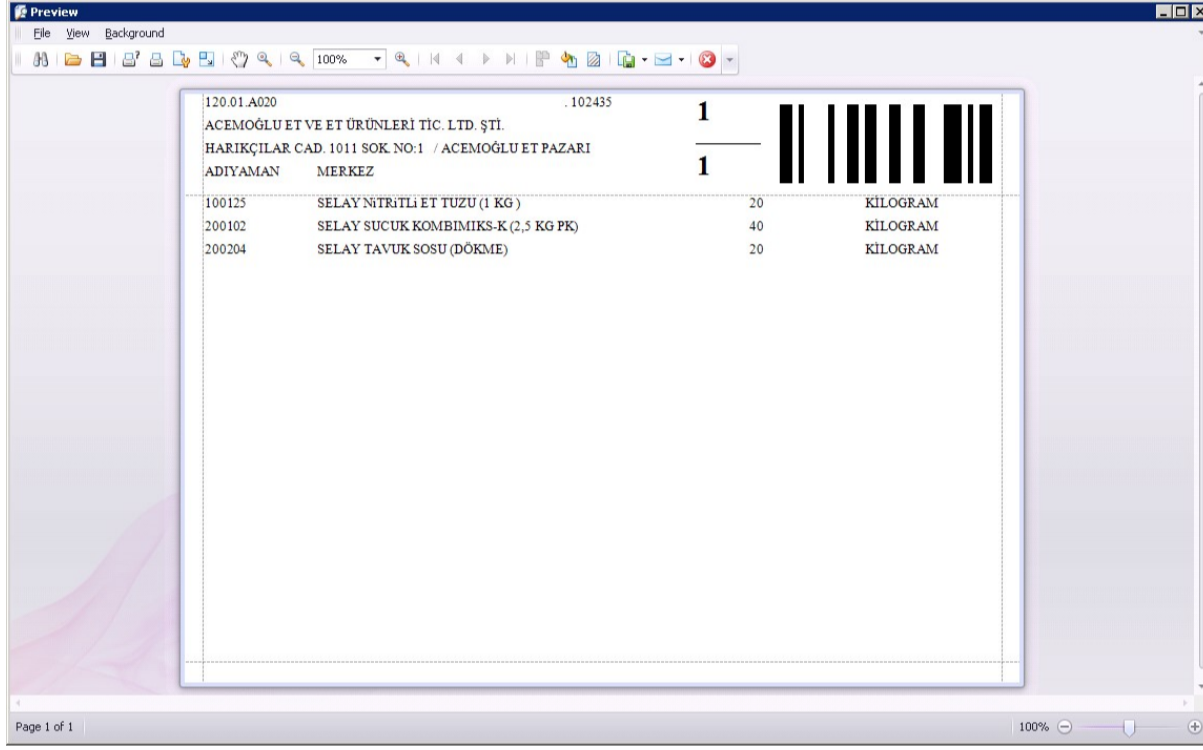 Preview
File View Background
100%
120.01.A020 . 102435
ACEMOĞLU ET VE ET ÜRÜNLERİ TİC. LTD. ŞTİ.
HARIKÇILAR CAD. 1011 SOK. NO:1 / ACEMOĞLU ET PAZARI
ADIYAMAN MERKEZ
1
1
100125 SELAY NiTRiTLi ET TUZU (1 KG ) 20 KİLOGRAM
200102 SELAY SUCUK KOMBIMIKS-K (2,5 KG PK) 40 KİLOGRAM
200204 SELAY TAVUK SOSU (DÖKME) 20 KİLOGRAM
Page 1 of 1 100%